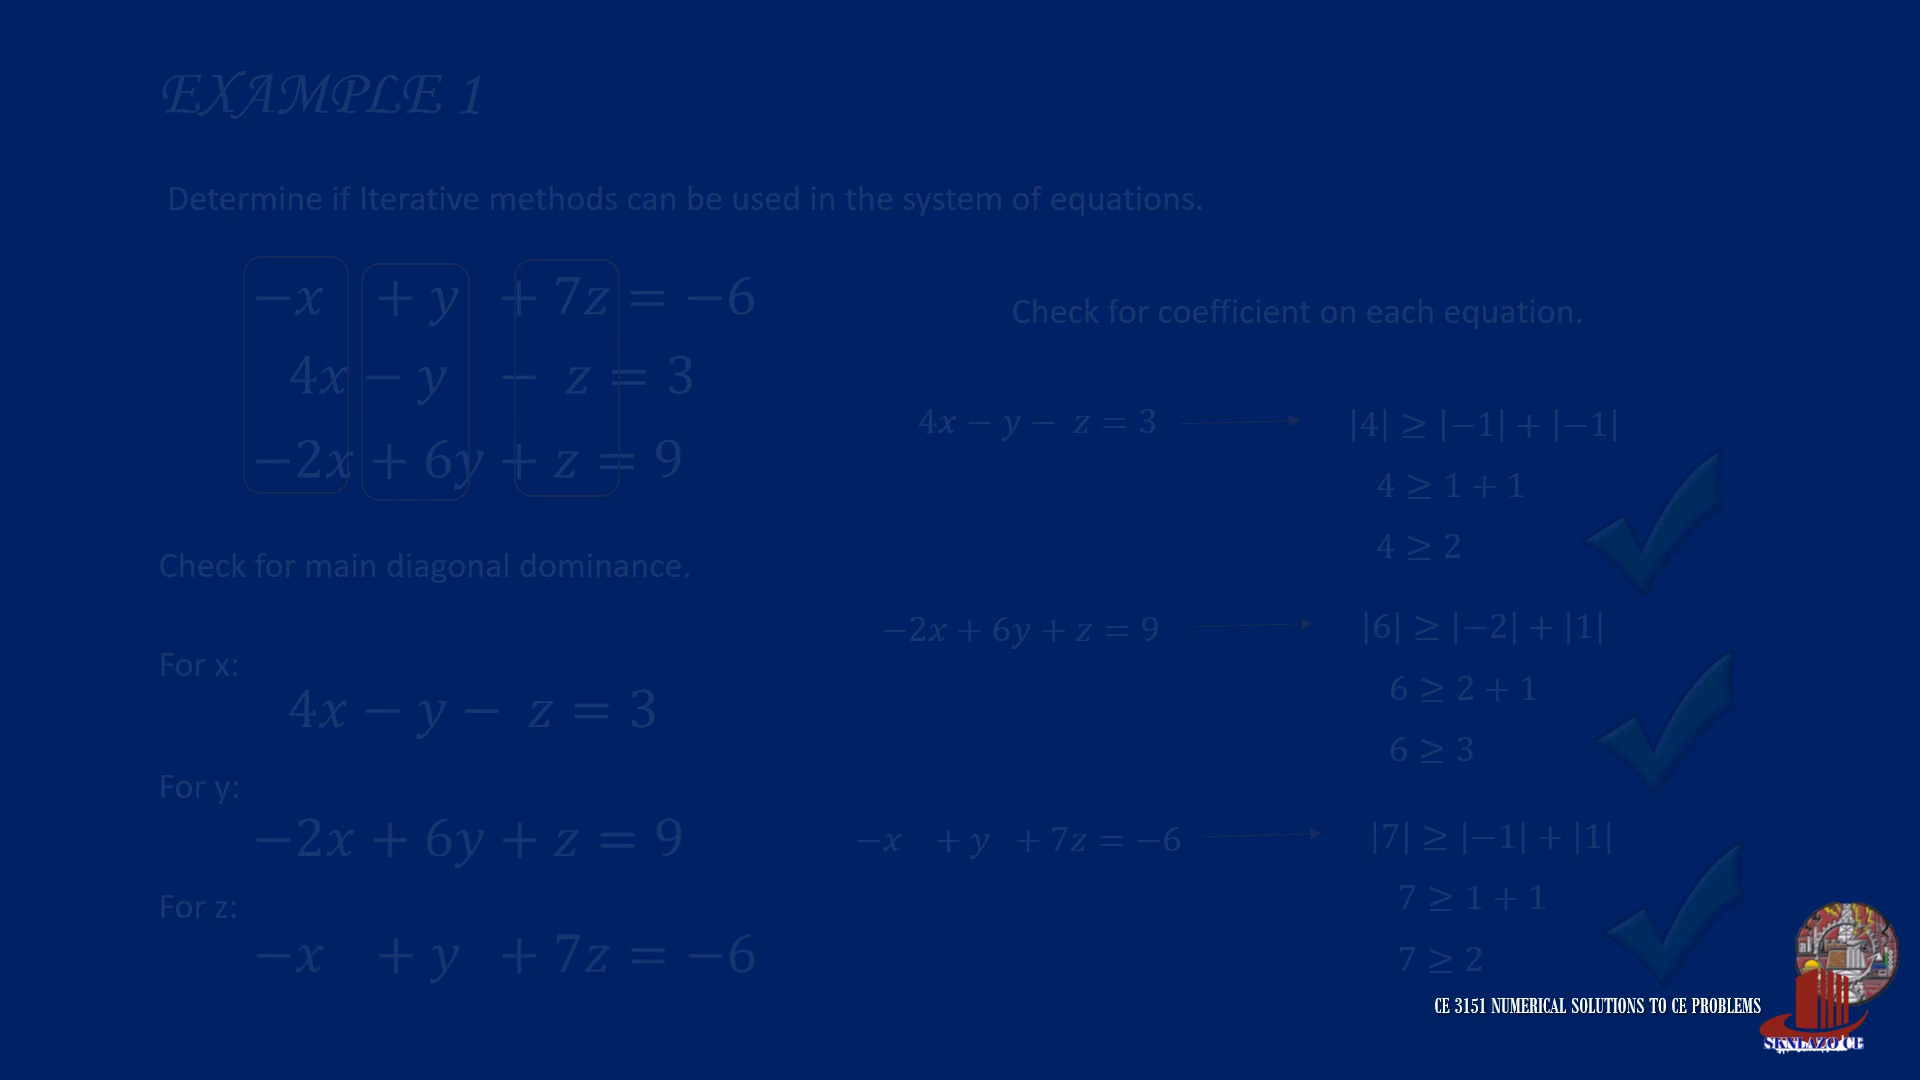 EXAMPLE 1
Determine if Iterative methods can be used in the system of equations.
−x + y + 7z = −6
4x − y − z = 3
−2x + 6y + z = 9
Check for main diagonal dominance.
For x:
4x − y − z = 3
For y:
−2x + 6y + z = 9
For z:
−x + y + 7z = −6
Check for coefficient on each equation.
4x − y − z = 3
|4| ≥ |−1| + |−1|
4 ≥ 1 + 1
4 ≥ 2
−2x + 6y + z = 9
|6| ≥ |−2| + |1|
6 ≥ 2 + 1
6 ≥ 3
−x + y + 7z = −6
|7| ≥ |−1| + |1|
7 ≥ 1 + 1
7 ≥ 2
CE 3151 NUMERICAL SOLUTIONS TO CE PROBLEMS
SKNLAZO CE